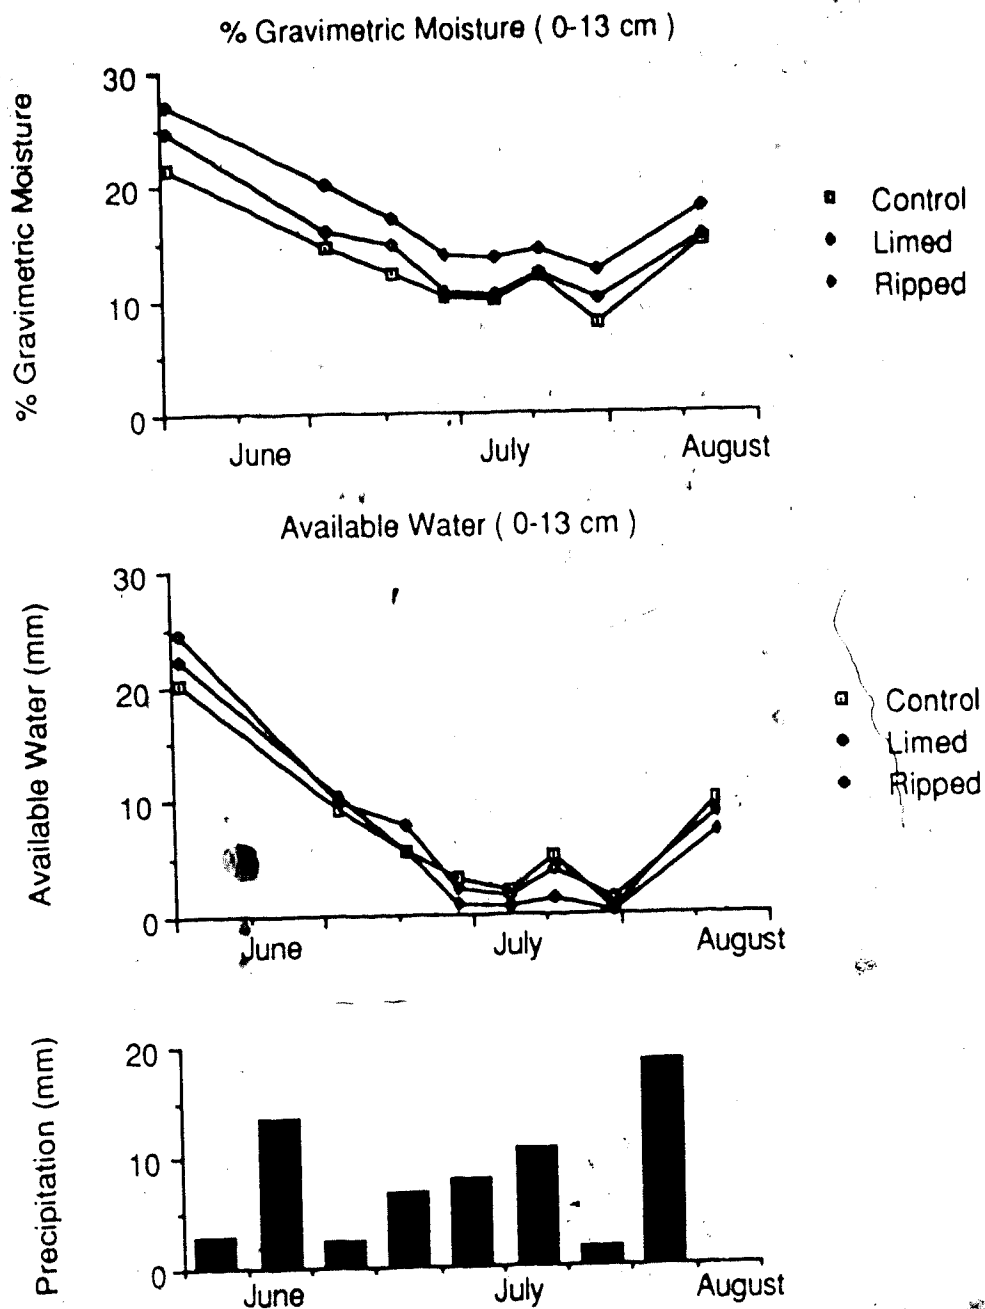 % Gravimetric Moisture ( 0-13 cm )
% Gravimetric Moisture
30
20
10
0
June
July
August
Control
Limed
Ripped
Available Water ( 0-13 cm )
Available Water (mm)
30
20
10
0
June
July
August
Control
Limed
Ripped
Precipitation (mm)
20
10
0
June
July
August